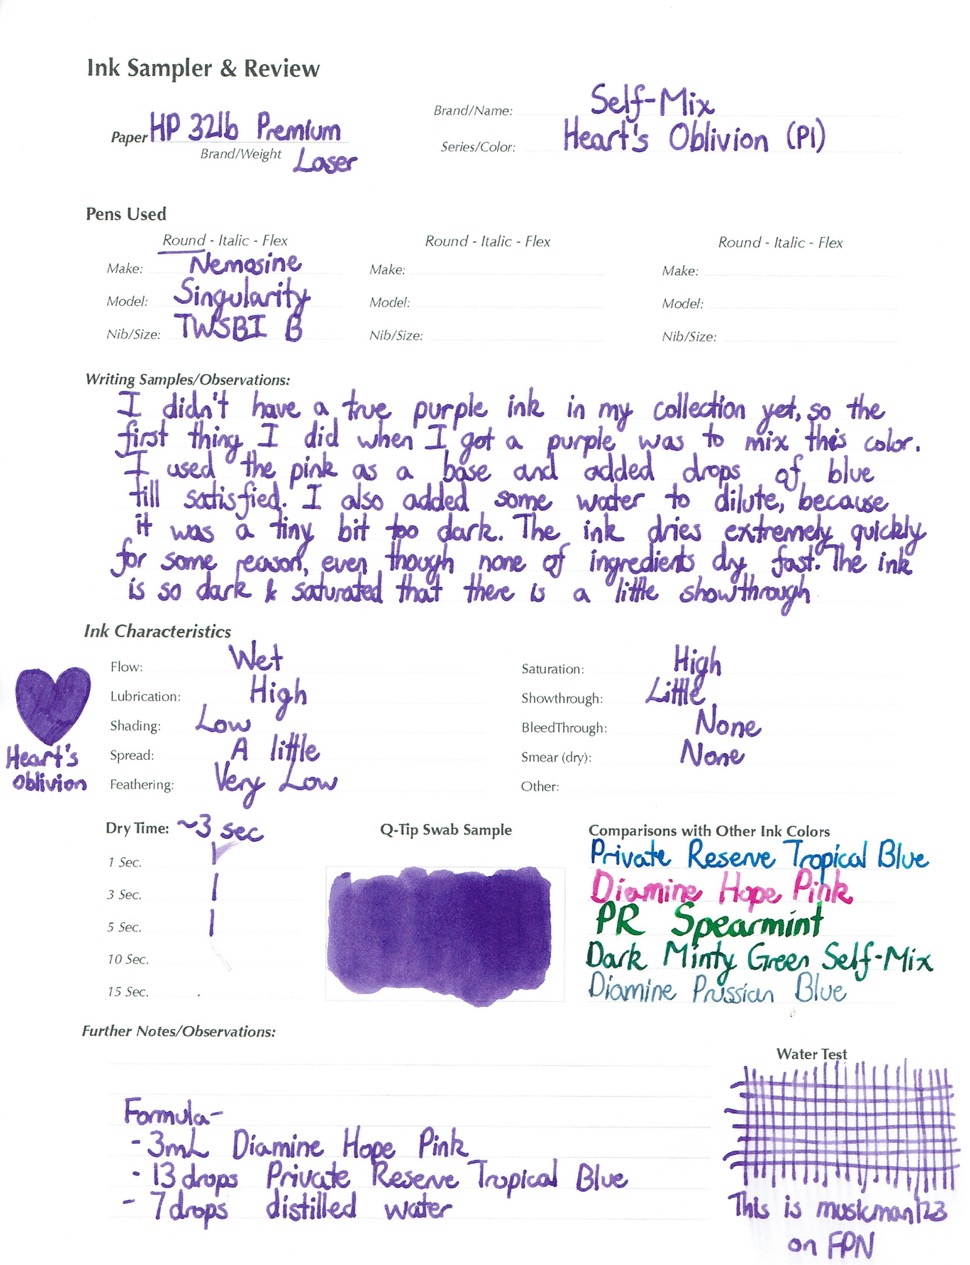 Ink Sampler & Review
Paper HP 32lb Premium
Brand/Weight Laser
Brand/Name: Self-Mix
Series/Color: Heart's Oblivion (PI)
Pens Used
Round - Italic - Flex
Make: Nemosine
Model: Singularity
Nib/Size: TWSBI B
Round - Italic - Flex
Make:
Model:
Nib/Size:
Round - Italic - Flex
Make:
Model:
Nib/Size:
Writing Samples/Observations:
I didn't have a true purple ink in my collection yet, so the
first thing I did when I got a purple was to mix this color.
I used the pink as a base and added drops of blue
till satisfied. I also added some water to dilute, because
it was a tiny bit too dark. The ink dries extremely quickly
for some reason, even though none of ingredients dry fast. The ink
is so dark & saturated that there is a little showthrough
Ink Characteristics
Flow: Wet
Lubrication: High
Shading: Low
Spread: A little
Feathering: Very Low
Saturation: High
Showthrough: Little
BleedThrough: None
Smear (dry): None
Other:
Heart's
Oblivion
Dry Time: ~3 sec
1 Sec.
3 Sec.
5 Sec.
10 Sec.
15 Sec.
Q-Tip Swab Sample
Comparisons with Other Ink Colors
Private Reserve Tropical Blue
Diamine Hope Pink
PR Spearmint
Dark Minty Green Self-Mix
Diamine Prussian Blue
Further Notes/Observations:
Formula-
- 3mL Diamine Hope Pink
- 13 drops Private Reserve Tropical Blue
- 7 drops distilled water
Water Test
This is musicman123
on FPN